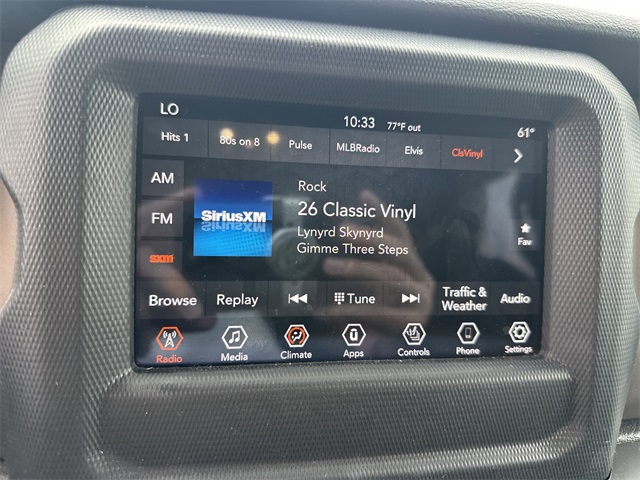 LO 10:33 77°F out 61°
Hits 1 80s on 8 Pulse MLBRadio Elvis ClsVinyl
AM
FM
sxm1
SiriusXM
Rock
26 Classic Vinyl
Lynyrd Skynyrd
Gimme Three Steps
Fav
Browse Replay Tune Traffic & Weather Audio
Radio Media Climate Apps Controls Phone Settings